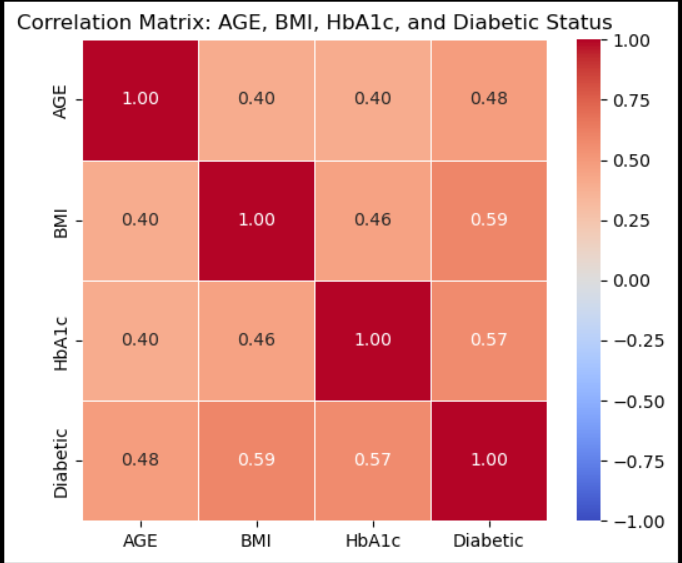 Correlation Matrix: AGE, BMI, HbA1c, and Diabetic Status
AGE 1.00 0.40 0.40 0.48
BMI 0.40 1.00 0.46 0.59
HbA1c 0.40 0.46 1.00 0.57
Diabetic 0.48 0.59 0.57 1.00
AGE BMI HbA1c Diabetic
1.00
0.75
0.50
0.25
0.00
−0.25
−0.50
−0.75
−1.00